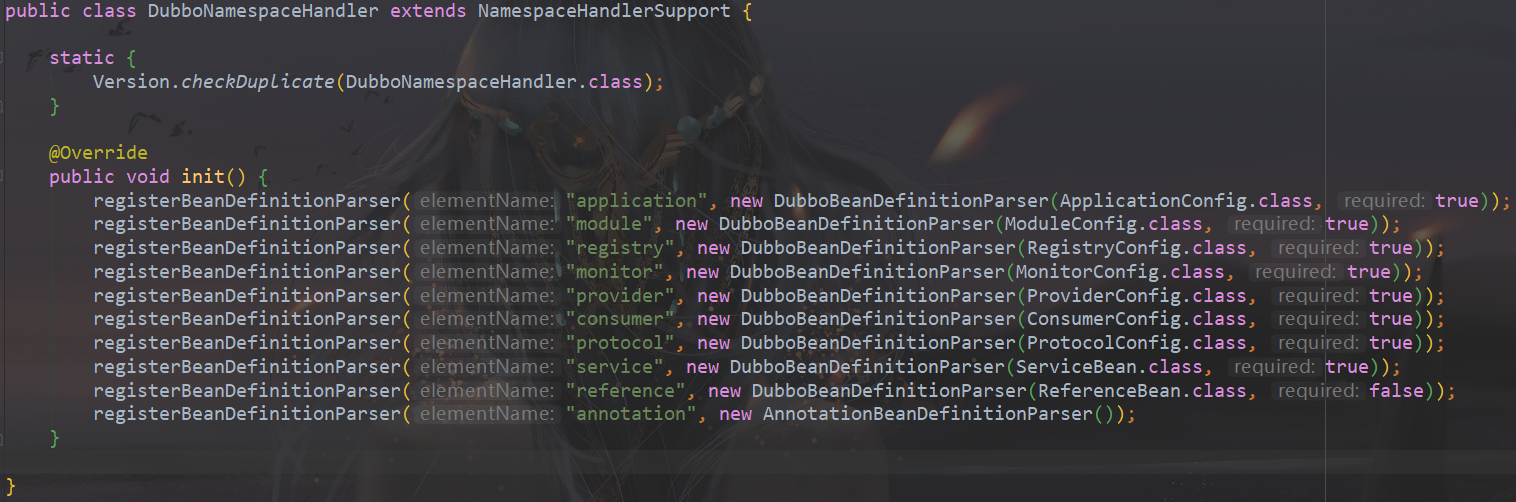 public class DubboNamespaceHandler extends NamespaceHandlerSupport {
static {
Version.checkDuplicate(DubboNamespaceHandler.class);
}
@Override
public void init() {
registerBeanDefinitionParser( elementName: "application", new DubboBeanDefinitionParser(ApplicationConfig.class, required: true));
registerBeanDefinitionParser( elementName: "module", new DubboBeanDefinitionParser(ModuleConfig.class, required: true));
registerBeanDefinitionParser( elementName: "registry", new DubboBeanDefinitionParser(RegistryConfig.class, required: true));
registerBeanDefinitionParser( elementName: "monitor", new DubboBeanDefinitionParser(MonitorConfig.class, required: true));
registerBeanDefinitionParser( elementName: "provider", new DubboBeanDefinitionParser(ProviderConfig.class, required: true));
registerBeanDefinitionParser( elementName: "consumer", new DubboBeanDefinitionParser(ConsumerConfig.class, required: true));
registerBeanDefinitionParser( elementName: "protocol", new DubboBeanDefinitionParser(ProtocolConfig.class, required: true));
registerBeanDefinitionParser( elementName: "service", new DubboBeanDefinitionParser(ServiceBean.class, required: true));
registerBeanDefinitionParser( elementName: "reference", new DubboBeanDefinitionParser(ReferenceBean.class, required: false));
registerBeanDefinitionParser( elementName: "annotation", new AnnotationBeanDefinitionParser());
}
}